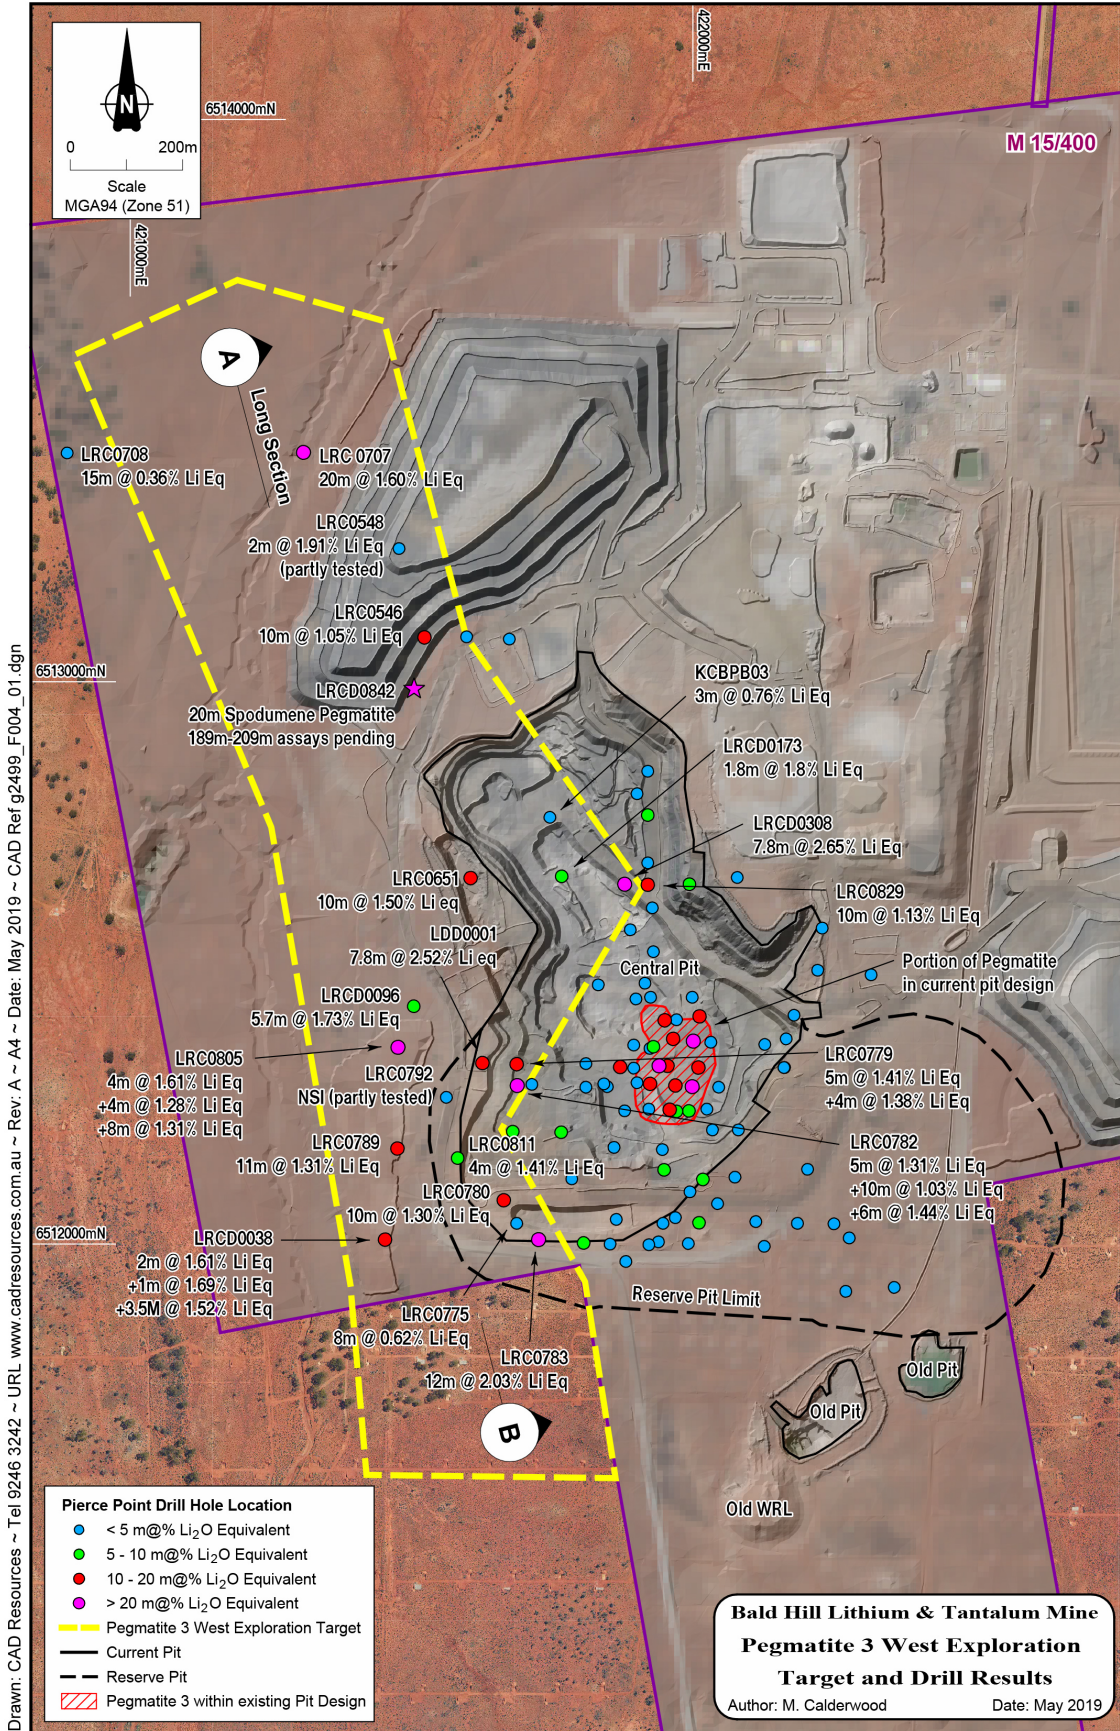 422000mE
N
0 200m
Scale
MGA94 (Zone 51)
6514000mN
M 15/400
421000mE
A
Long Section
LRC0708
15m @ 0.36% Li Eq
LRC 0707
20m @ 1.60% Li Eq
LRC0548
2m @ 1.91% Li Eq
(partly tested)
LRC0546
10m @ 1.05% Li Eq
6513000mN
LRCD0842
20m Spodumene Pegmatite
189m-209m assays pending
KCBPB03
3m @ 0.76% Li Eq
LRCD0173
1.8m @ 1.8% Li Eq
LRCD0308
7.8m @ 2.65% Li Eq
LRC0651
10m @ 1.50% Li eq
LRC0829
10m @ 1.13% Li Eq
LDD0001
7.8m @ 2.52% Li eq
Central Pit
Portion of Pegmatite
in current pit design
LRCD0096
5.7m @ 1.73% Li Eq
LRC0805
4m @ 1.61% Li Eq
+4m @ 1.28% Li Eq
+8m @ 1.31% Li Eq
LRC0792
NSI (partly tested)
LRC0779
5m @ 1.41% Li Eq
+4m @ 1.38% Li Eq
LRC0789
11m @ 1.31% Li Eq
LRC0811
4m @ 1.41% Li Eq
LRC0782
5m @ 1.31% Li Eq
+10m @ 1.03% Li Eq
+6m @ 1.44% Li Eq
LRC0780
10m @ 1.30% Li Eq
6512000mN
LRCD0038
2m @ 1.61% Li Eq
+1m @ 1.69% Li Eq
+3.5M @ 1.52% Li Eq
Reserve Pit Limit
LRC0775
8m @ 0.62% Li Eq
LRC0783
12m @ 2.03% Li Eq
Old Pit
Old Pit
B
Old WRL
Pierce Point Drill Hole Location
< 5 m@% Li₂O Equivalent
5 - 10 m@% Li₂O Equivalent
10 - 20 m@% Li₂O Equivalent
> 20 m@% Li₂O Equivalent
Pegmatite 3 West Exploration Target
Current Pit
Reserve Pit
Pegmatite 3 within existing Pit Design
Bald Hill Lithium & Tantalum Mine
Pegmatite 3 West Exploration
Target and Drill Results
Author: M. Calderwood Date: May 2019
Drawn: CAD Resources ~ Tel 9246 3242 ~ URL www.cadresources.com.au ~ Rev: A ~ A4 ~ Date: May 2019 ~ CAD Ref g2499_F004_01.dgn